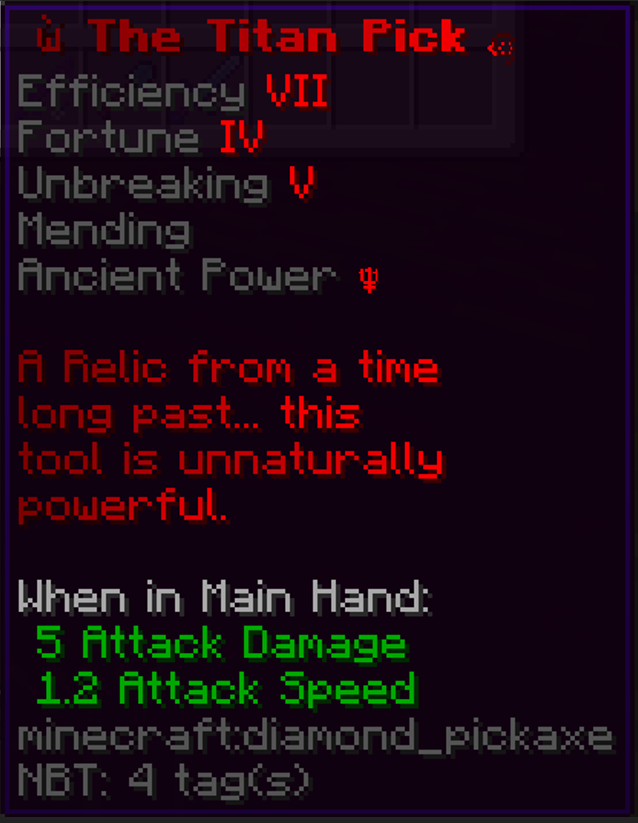 The Titan Pick
Efficiency VII
Fortune IV
Unbreaking V
Mending
Ancient Power
A Relic from a time
long past... this
tool is unnaturally
powerful.
When in Main Hand:
5 Attack Damage
1.2 Attack Speed
minecraft:diamond_pickaxe
NBT: 4 tag(s)